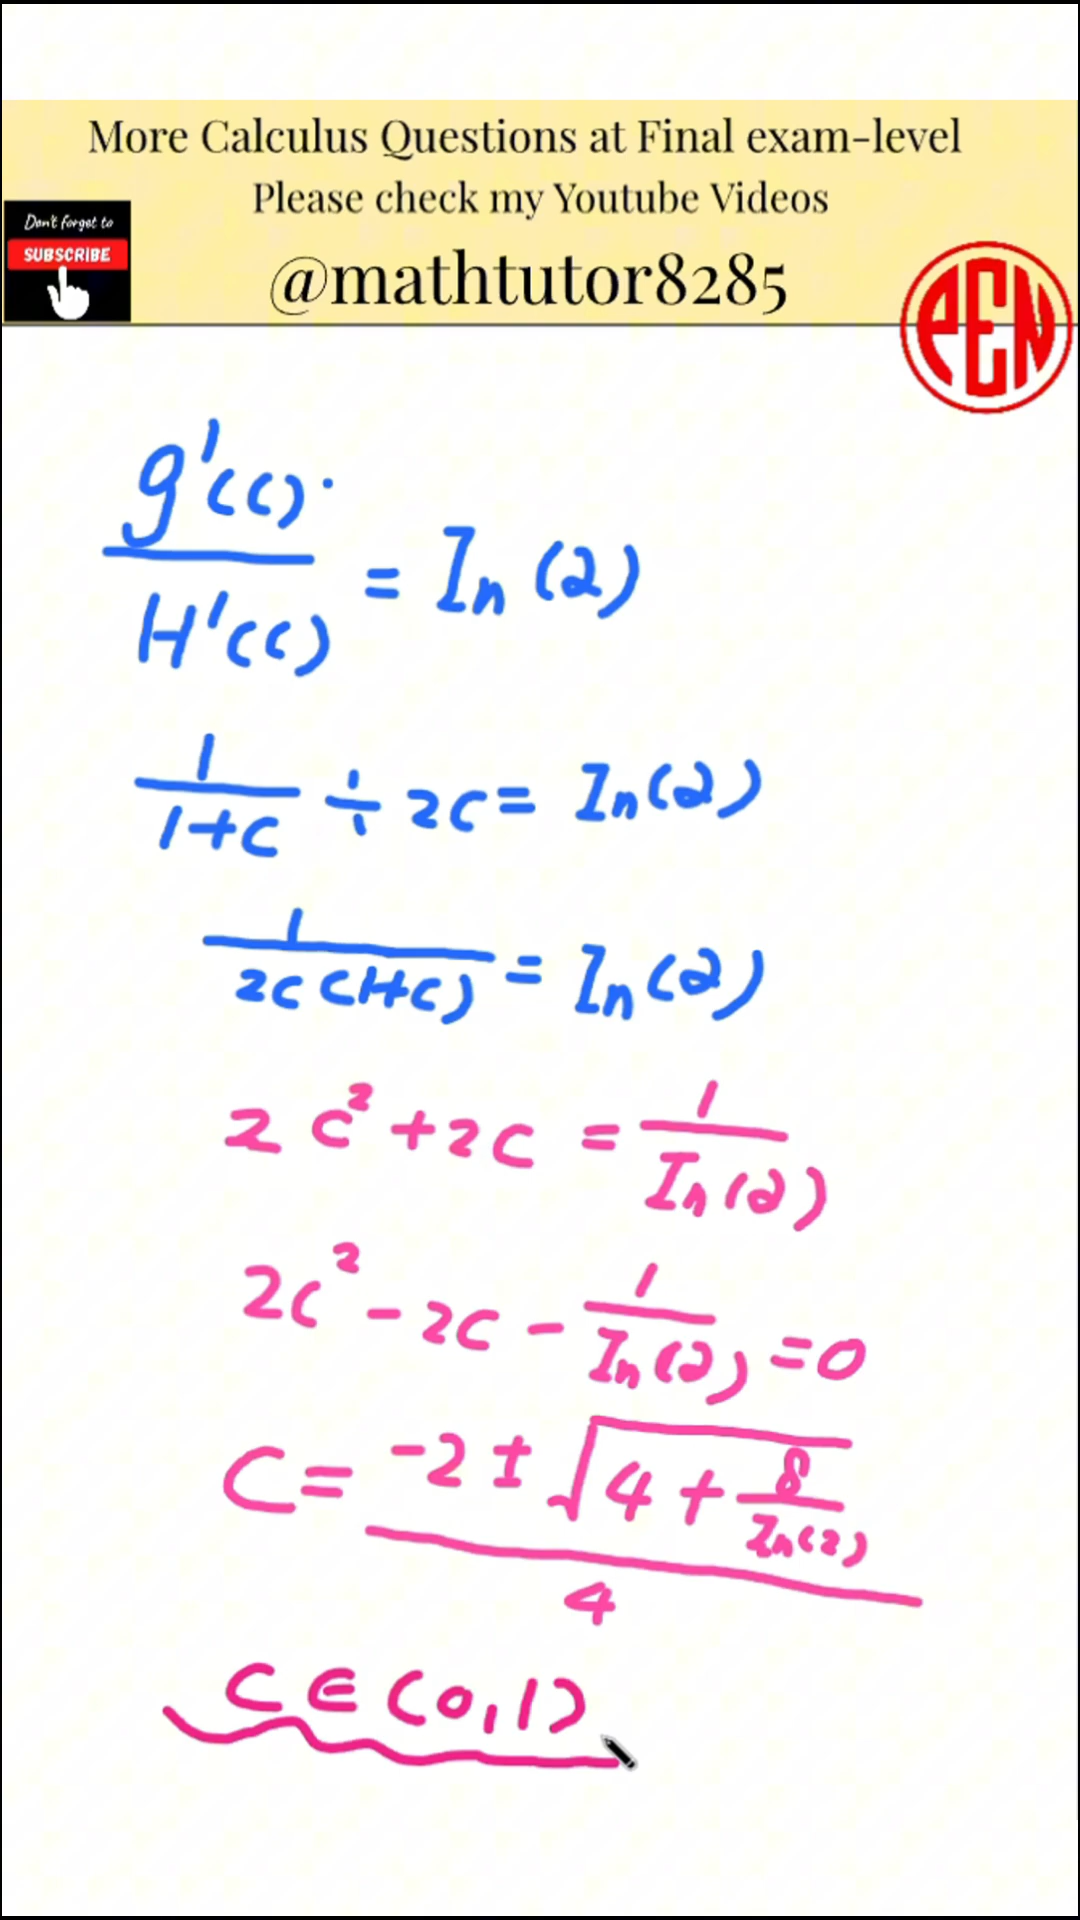 More Calculus Questions at Final exam-level
Please check my Youtube Videos
Don't forget to
SUBSCRIBE
@mathtutor8285
PEN
g'(c) / H'(c) = In (2)
1/(1+c) ÷ 2c = In(2)
1/(2c(1+c)) = In(2)
2c² + 2c = 1/In(2)
2c² - 2c - 1/In(2) = 0
C = (-2 ± √(4 + 8/In(2))) / 4
C ∈ (0,1)